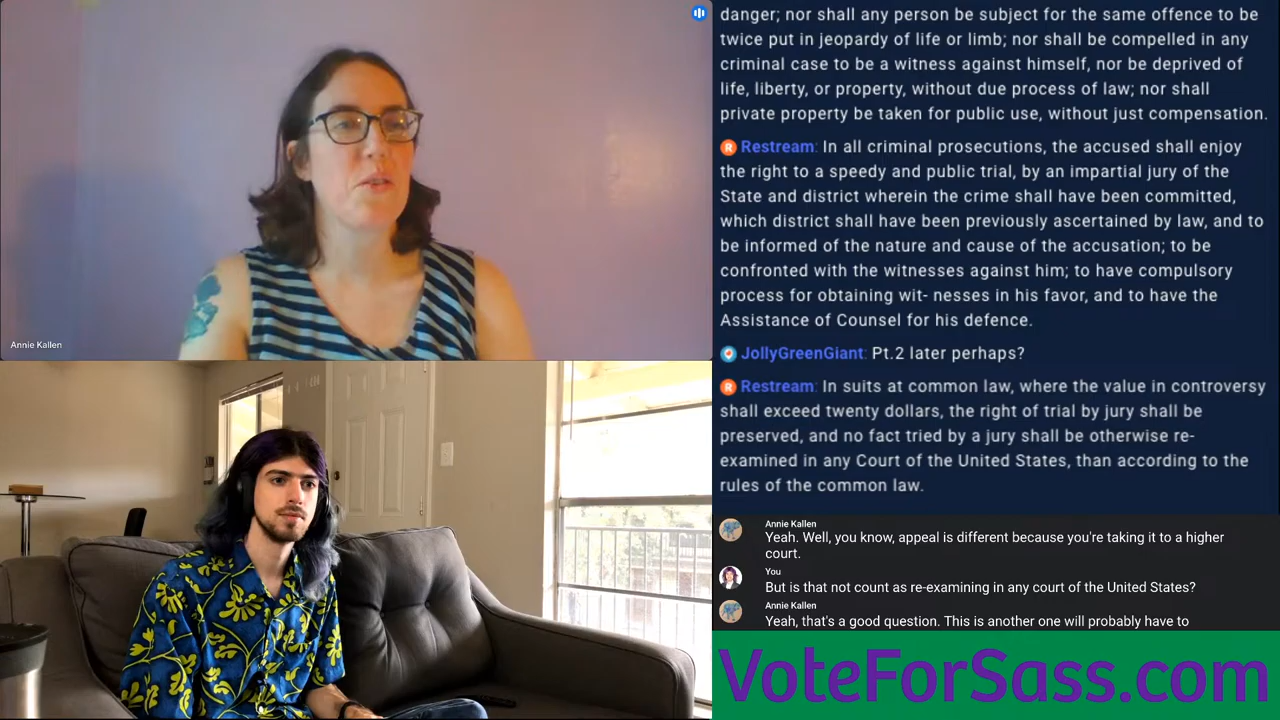 Annie Kallen
danger; nor shall any person be subject for the same offence to be
twice put in jeopardy of life or limb; nor shall be compelled in any
criminal case to be a witness against himself, nor be deprived of
life, liberty, or property, without due process of law; nor shall
private property be taken for public use, without just compensation.
R Restream: In all criminal prosecutions, the accused shall enjoy
the right to a speedy and public trial, by an impartial jury of the
State and district wherein the crime shall have been committed,
which district shall have been previously ascertained by law, and to
be informed of the nature and cause of the accusation; to be
confronted with the witnesses against him; to have compulsory
process for obtaining wit- nesses in his favor, and to have the
Assistance of Counsel for his defence.
JollyGreenGiant: Pt.2 later perhaps?
R Restream: In suits at common law, where the value in controversy
shall exceed twenty dollars, the right of trial by jury shall be
preserved, and no fact tried by a jury shall be otherwise re-
examined in any Court of the United States, than according to the
rules of the common law.
Annie Kallen
Yeah. Well, you know, appeal is different because you're taking it to a higher
court.
You
But is that not count as re-examining in any court of the United States?
Annie Kallen
Yeah, that's a good question. This is another one will probably have to
VoteForSass.com